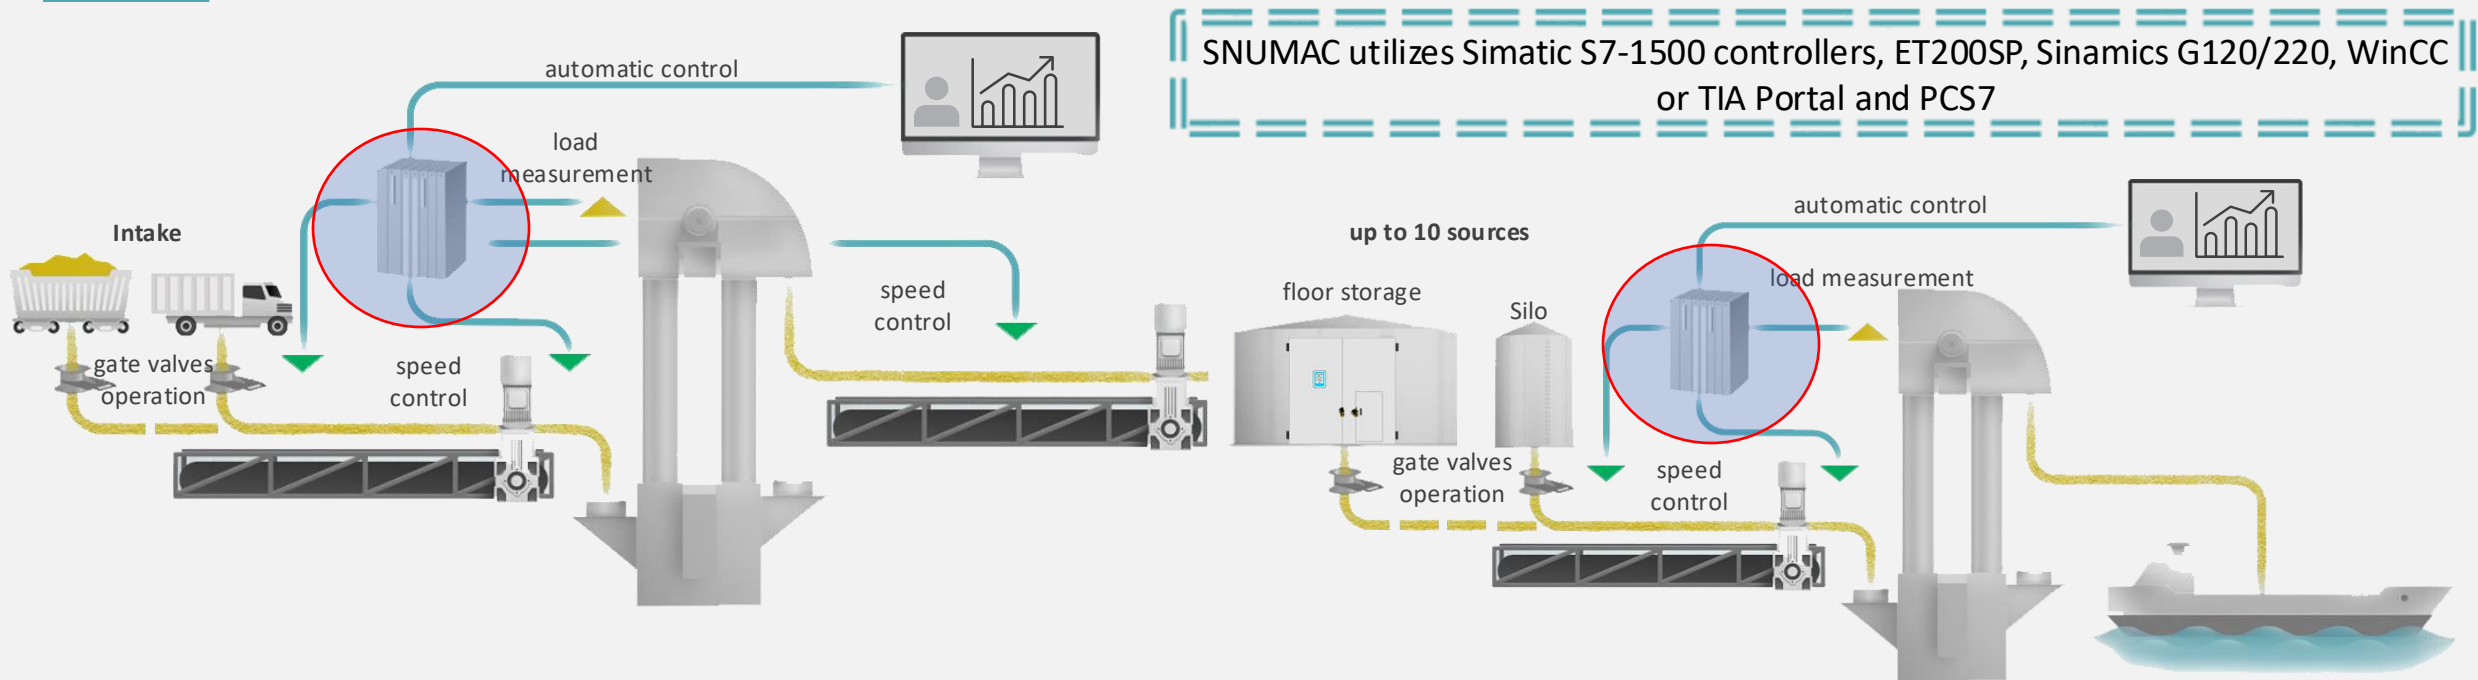 SNUMAC utilizes Simatic S7-1500 controllers, ET200SP, Sinamics G120/220, WinCC
or TIA Portal and PCS7
automatic control
load
measurement
Intake
speed
control
gate valves
operation
speed
control
up to 10 sources
automatic control
load measurement
floor storage
Silo
gate valves
operation
speed
control